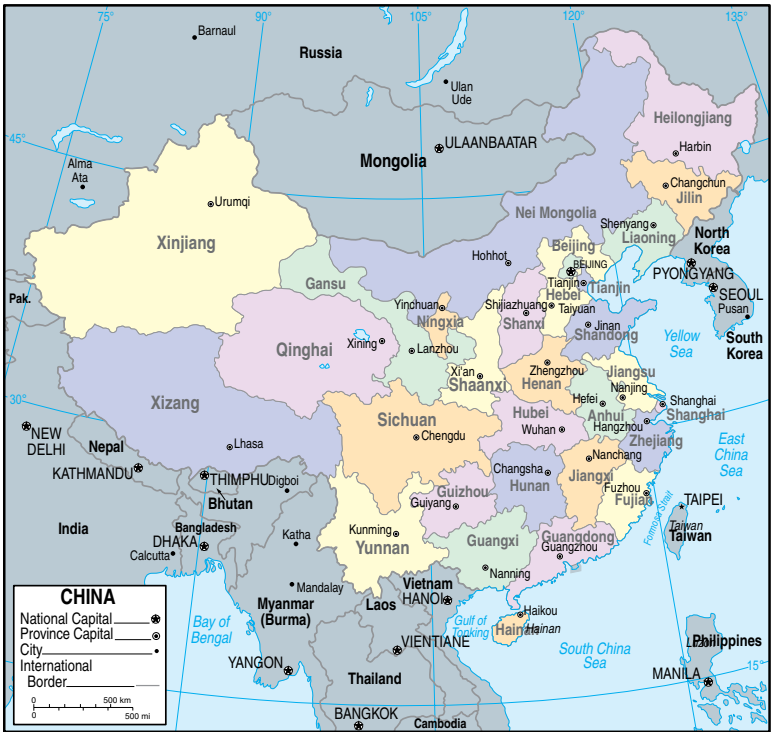 75°
90°
105°
120°
135°
Barnaul
Russia
Ulan
Ude
45°
Alma
Ata
Mongolia
ULAANBAATAR
Heilongjiang
Harbin
Changchun
Jilin
Urumqi
Xinjiang
Nei Mongolia
Shenyang
Liaoning
North
Korea
PYONGYANG
SEOUL
Pusan
South
Korea
Hohhot
Beijing
BEIJING
Tianjin
Tianjin
Hebei
Shijiazhuang
Taiyuan
Shanxi
Gansu
Yinchuan
Ningxia
Pak.
Jinan
Shandong
Yellow
Sea
Qinghai
Xining
Lanzhou
Xi'an
Shaanxi
Zhengzhou
Henan
Jiangsu
Nanjing
Hefei
Anhui
Shanghai
Shanghai
Hangzhou
Zhejiang
30°
Xizang
Lhasa
Sichuan
Chengdu
Hubei
Wuhan
East
China
Sea
NEW
DELHI
Nepal
KATHMANDU
THIMPHU
Digboi
Bhutan
Nanchang
Jiangxi
Changsha
Hunan
Guizhou
Guiyang
Fuzhou
Fujian
Formosa Strait
TAIPEI
Taiwan
Taiwan
India
Bangladesh
DHAKA
Calcutta
Katha
Mandalay
Kunming
Yunnan
Guangxi
Nanning
Guangdong
Guangzhou
Myanmar
(Burma)
Vietnam
HANOI
Laos
Haikou
Hainan
Hainan
Gulf of
Tonking
Bay of
Bengal
South China
Sea
Philippines
Luzon
MANILA
15°
YANGON
VIENTIANE
Thailand
BANGKOK
Cambodia
CHINA
National Capital
Province Capital
City
International
Border
0 500 km
0 500 mi